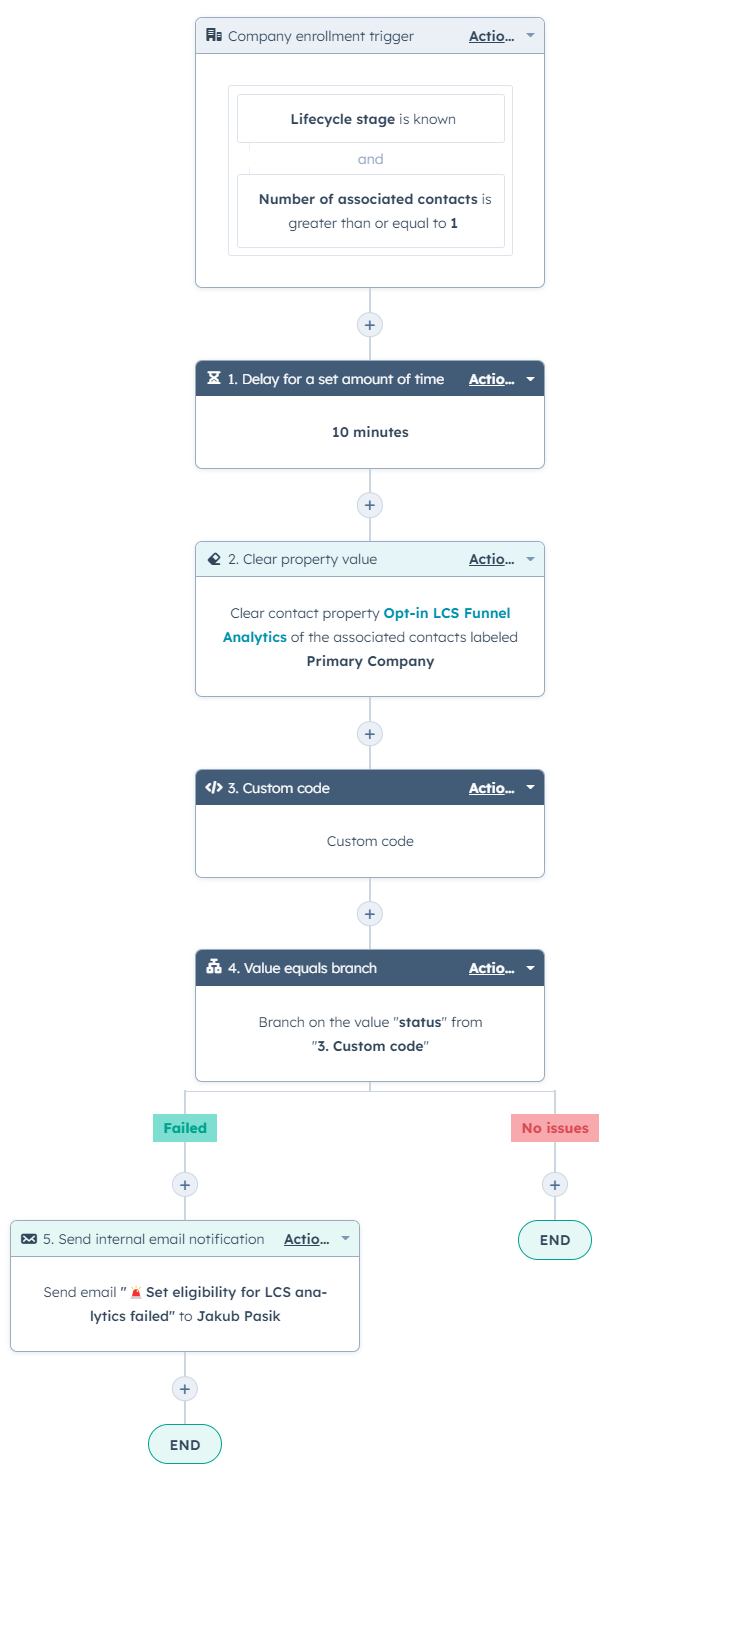 Company enrollment trigger Actio...
Lifecycle stage is known
and
Number of associated contacts is
greater than or equal to 1
+
1. Delay for a set amount of time Actio...
10 minutes
+
2. Clear property value Actio...
Clear contact property Opt-in LCS Funnel
Analytics of the associated contacts labeled
Primary Company
+
3. Custom code Actio...
Custom code
+
4. Value equals branch Actio...
Branch on the value "status" from
"3. Custom code"
Failed
No issues
+
+
5. Send internal email notification Actio...
END
Send email "🚨 Set eligibility for LCS ana-
lytics failed" to Jakub Pasik
+
END